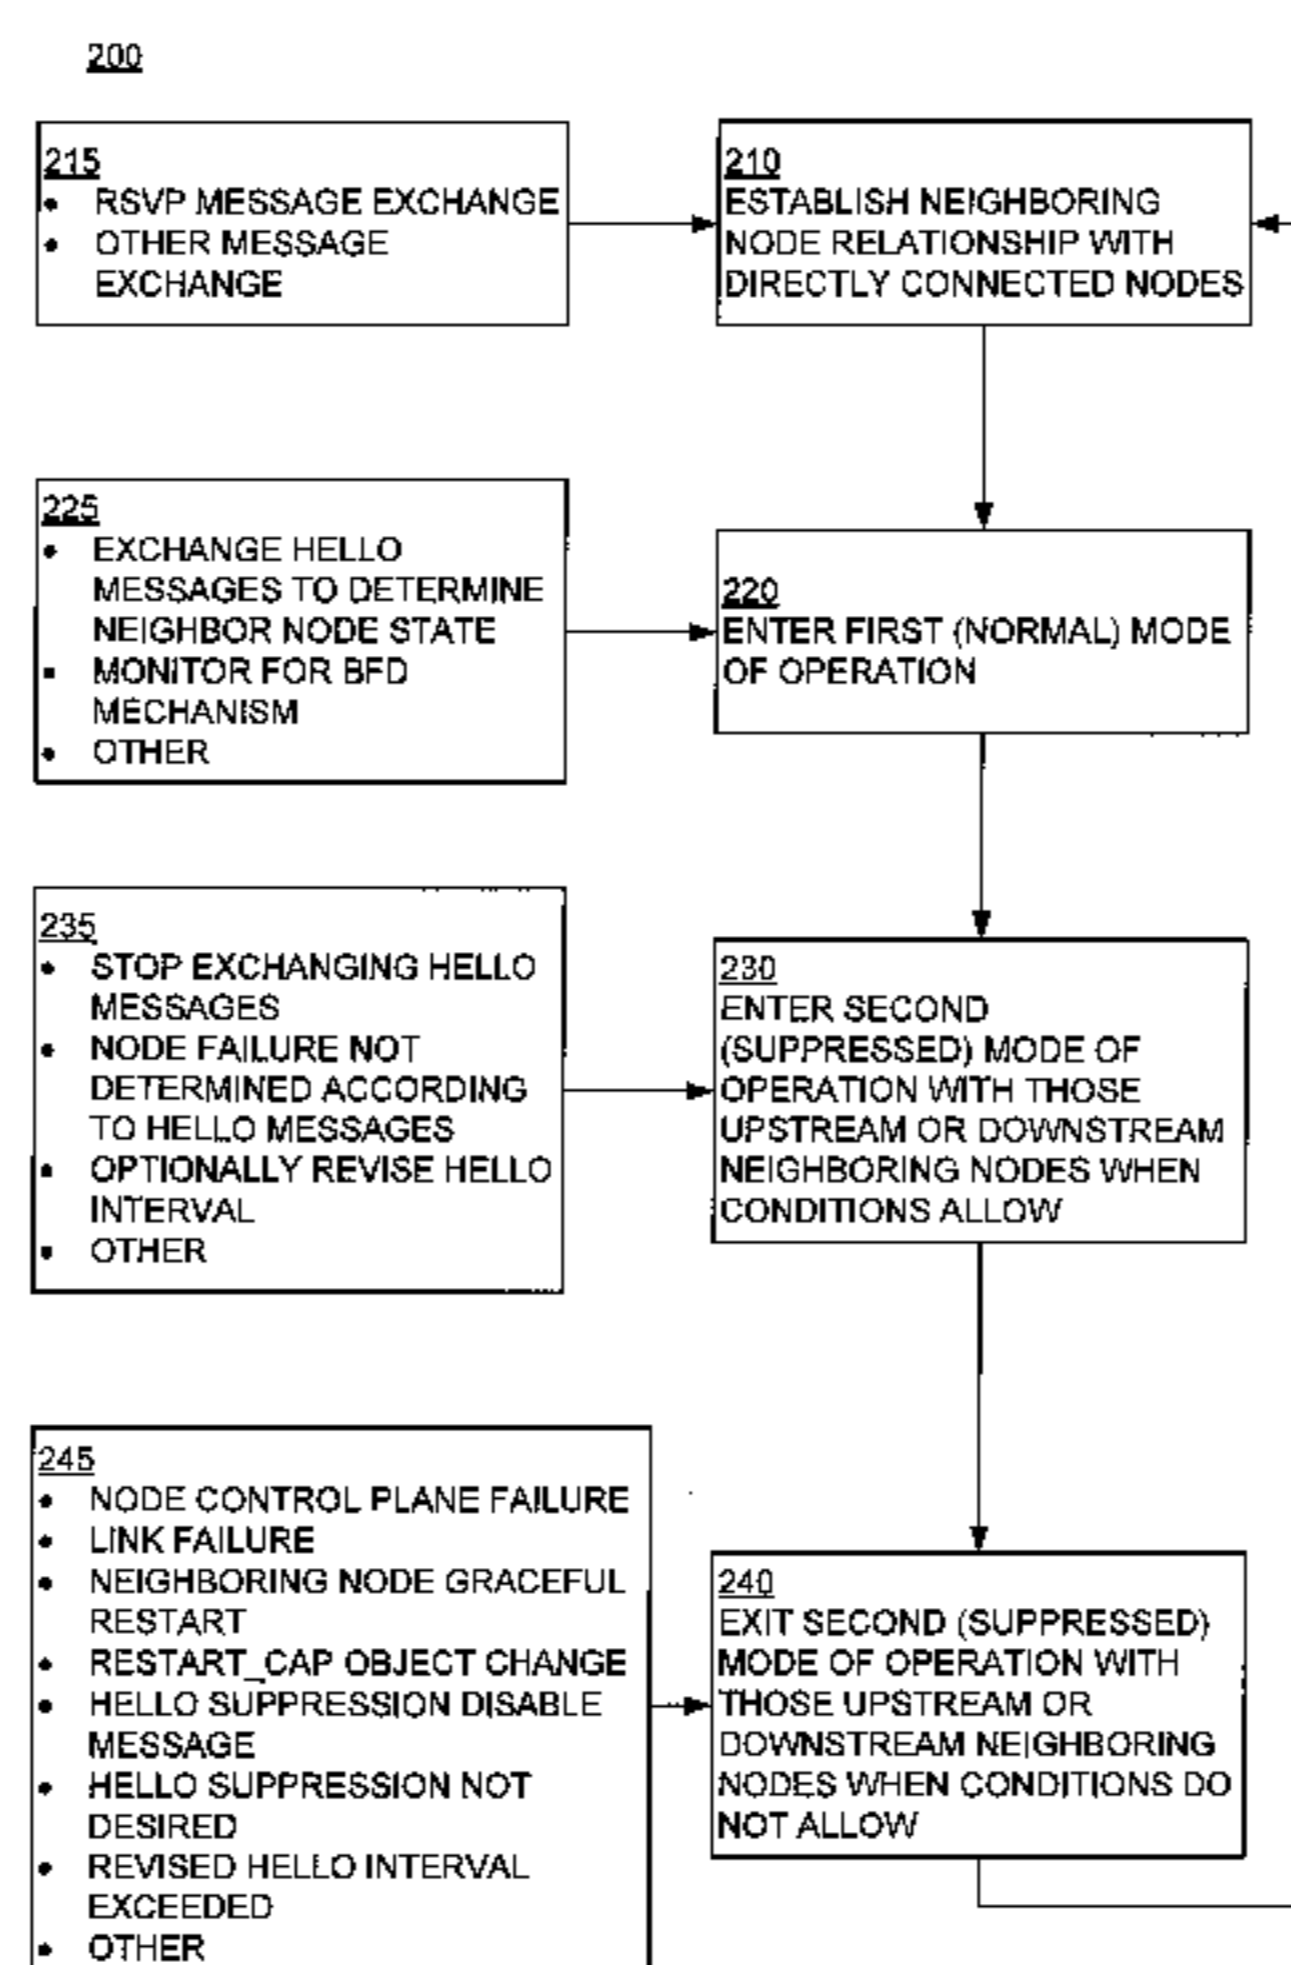 200
215
• RSVP MESSAGE EXCHANGE
• OTHER MESSAGE
EXCHANGE
210
ESTABLISH NEIGHBORING
NODE RELATIONSHIP WITH
DIRECTLY CONNECTED NODES
225
• EXCHANGE HELLO
MESSAGES TO DETERMINE
NEIGHBOR NODE STATE
• MONITOR FOR BFD
MECHANISM
• OTHER
220
ENTER FIRST (NORMAL) MODE
OF OPERATION
235
• STOP EXCHANGING HELLO
MESSAGES
• NODE FAILURE NOT
DETERMINED ACCORDING
TO HELLO MESSAGES
• OPTIONALLY REVISE HELLO
INTERVAL
• OTHER
230
ENTER SECOND
(SUPPRESSED) MODE OF
OPERATION WITH THOSE
UPSTREAM OR DOWNSTREAM
NEIGHBORING NODES WHEN
CONDITIONS ALLOW
245
• NODE CONTROL PLANE FAILURE
• LINK FAILURE
• NEIGHBORING NODE GRACEFUL
RESTART
• RESTART_CAP OBJECT CHANGE
• HELLO SUPPRESSION DISABLE
MESSAGE
• HELLO SUPPRESSION NOT
DESIRED
• REVISED HELLO INTERVAL
EXCEEDED
• OTHER
240
EXIT SECOND (SUPPRESSED)
MODE OF OPERATION WITH
THOSE UPSTREAM OR
DOWNSTREAM NEIGHBORING
NODES WHEN CONDITIONS DO
NOT ALLOW